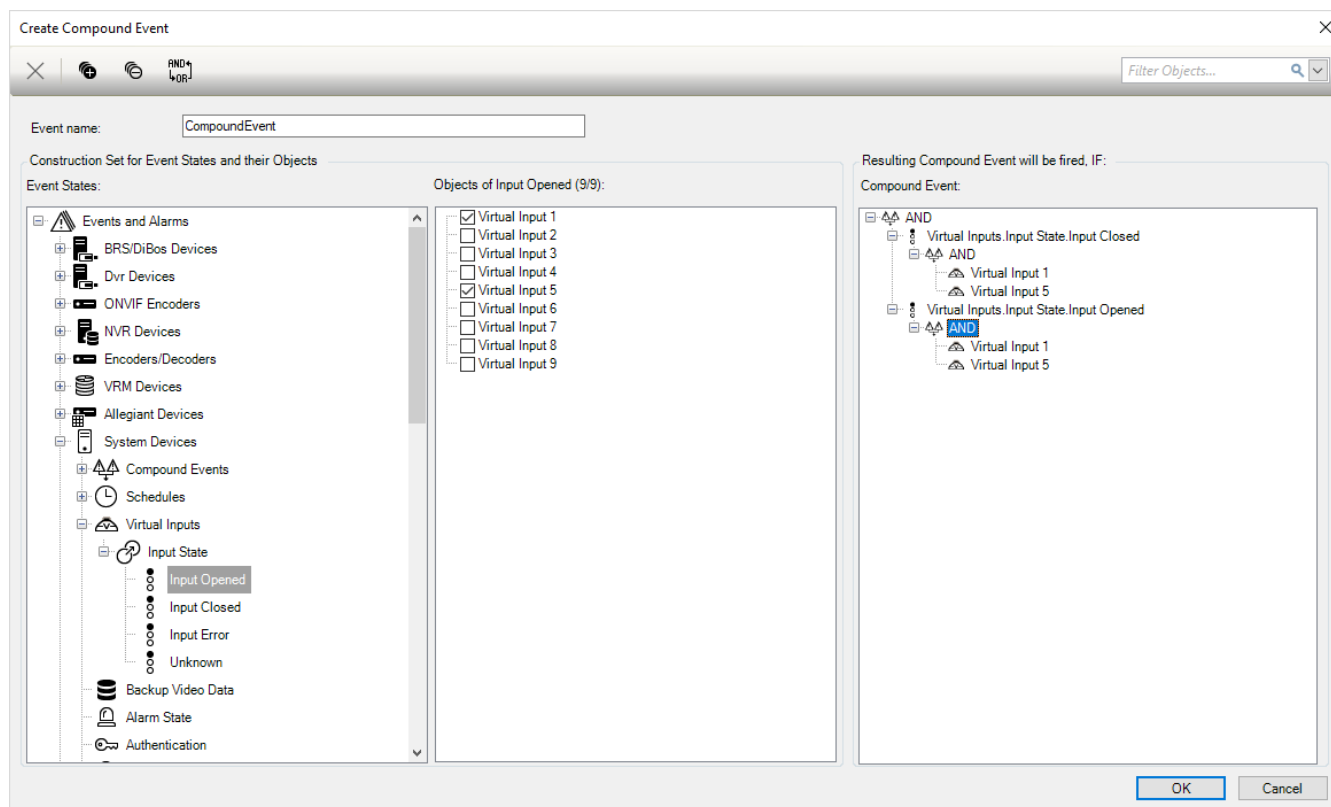 Create Compound Event
AND
OR
Filter Objects...
Event name:
CompoundEvent
Construction Set for Event States and their Objects
Event States:
Events and Alarms
BRS/DiBos Devices
Dvr Devices
ONVIF Encoders
NVR Devices
Encoders/Decoders
VRM Devices
Allegiant Devices
System Devices
Compound Events
Schedules
Virtual Inputs
Input State
Input Opened
Input Closed
Input Error
Unknown
Backup Video Data
Alarm State
Authentication
Objects of Input Opened (9/9):
Virtual Input 1
Virtual Input 2
Virtual Input 3
Virtual Input 4
Virtual Input 5
Virtual Input 6
Virtual Input 7
Virtual Input 8
Virtual Input 9
Resulting Compound Event will be fired, IF:
Compound Event:
AND
Virtual Inputs.Input State.Input Closed
AND
Virtual Input 1
Virtual Input 5
Virtual Inputs.Input State.Input Opened
AND
Virtual Input 1
Virtual Input 5
OK
Cancel